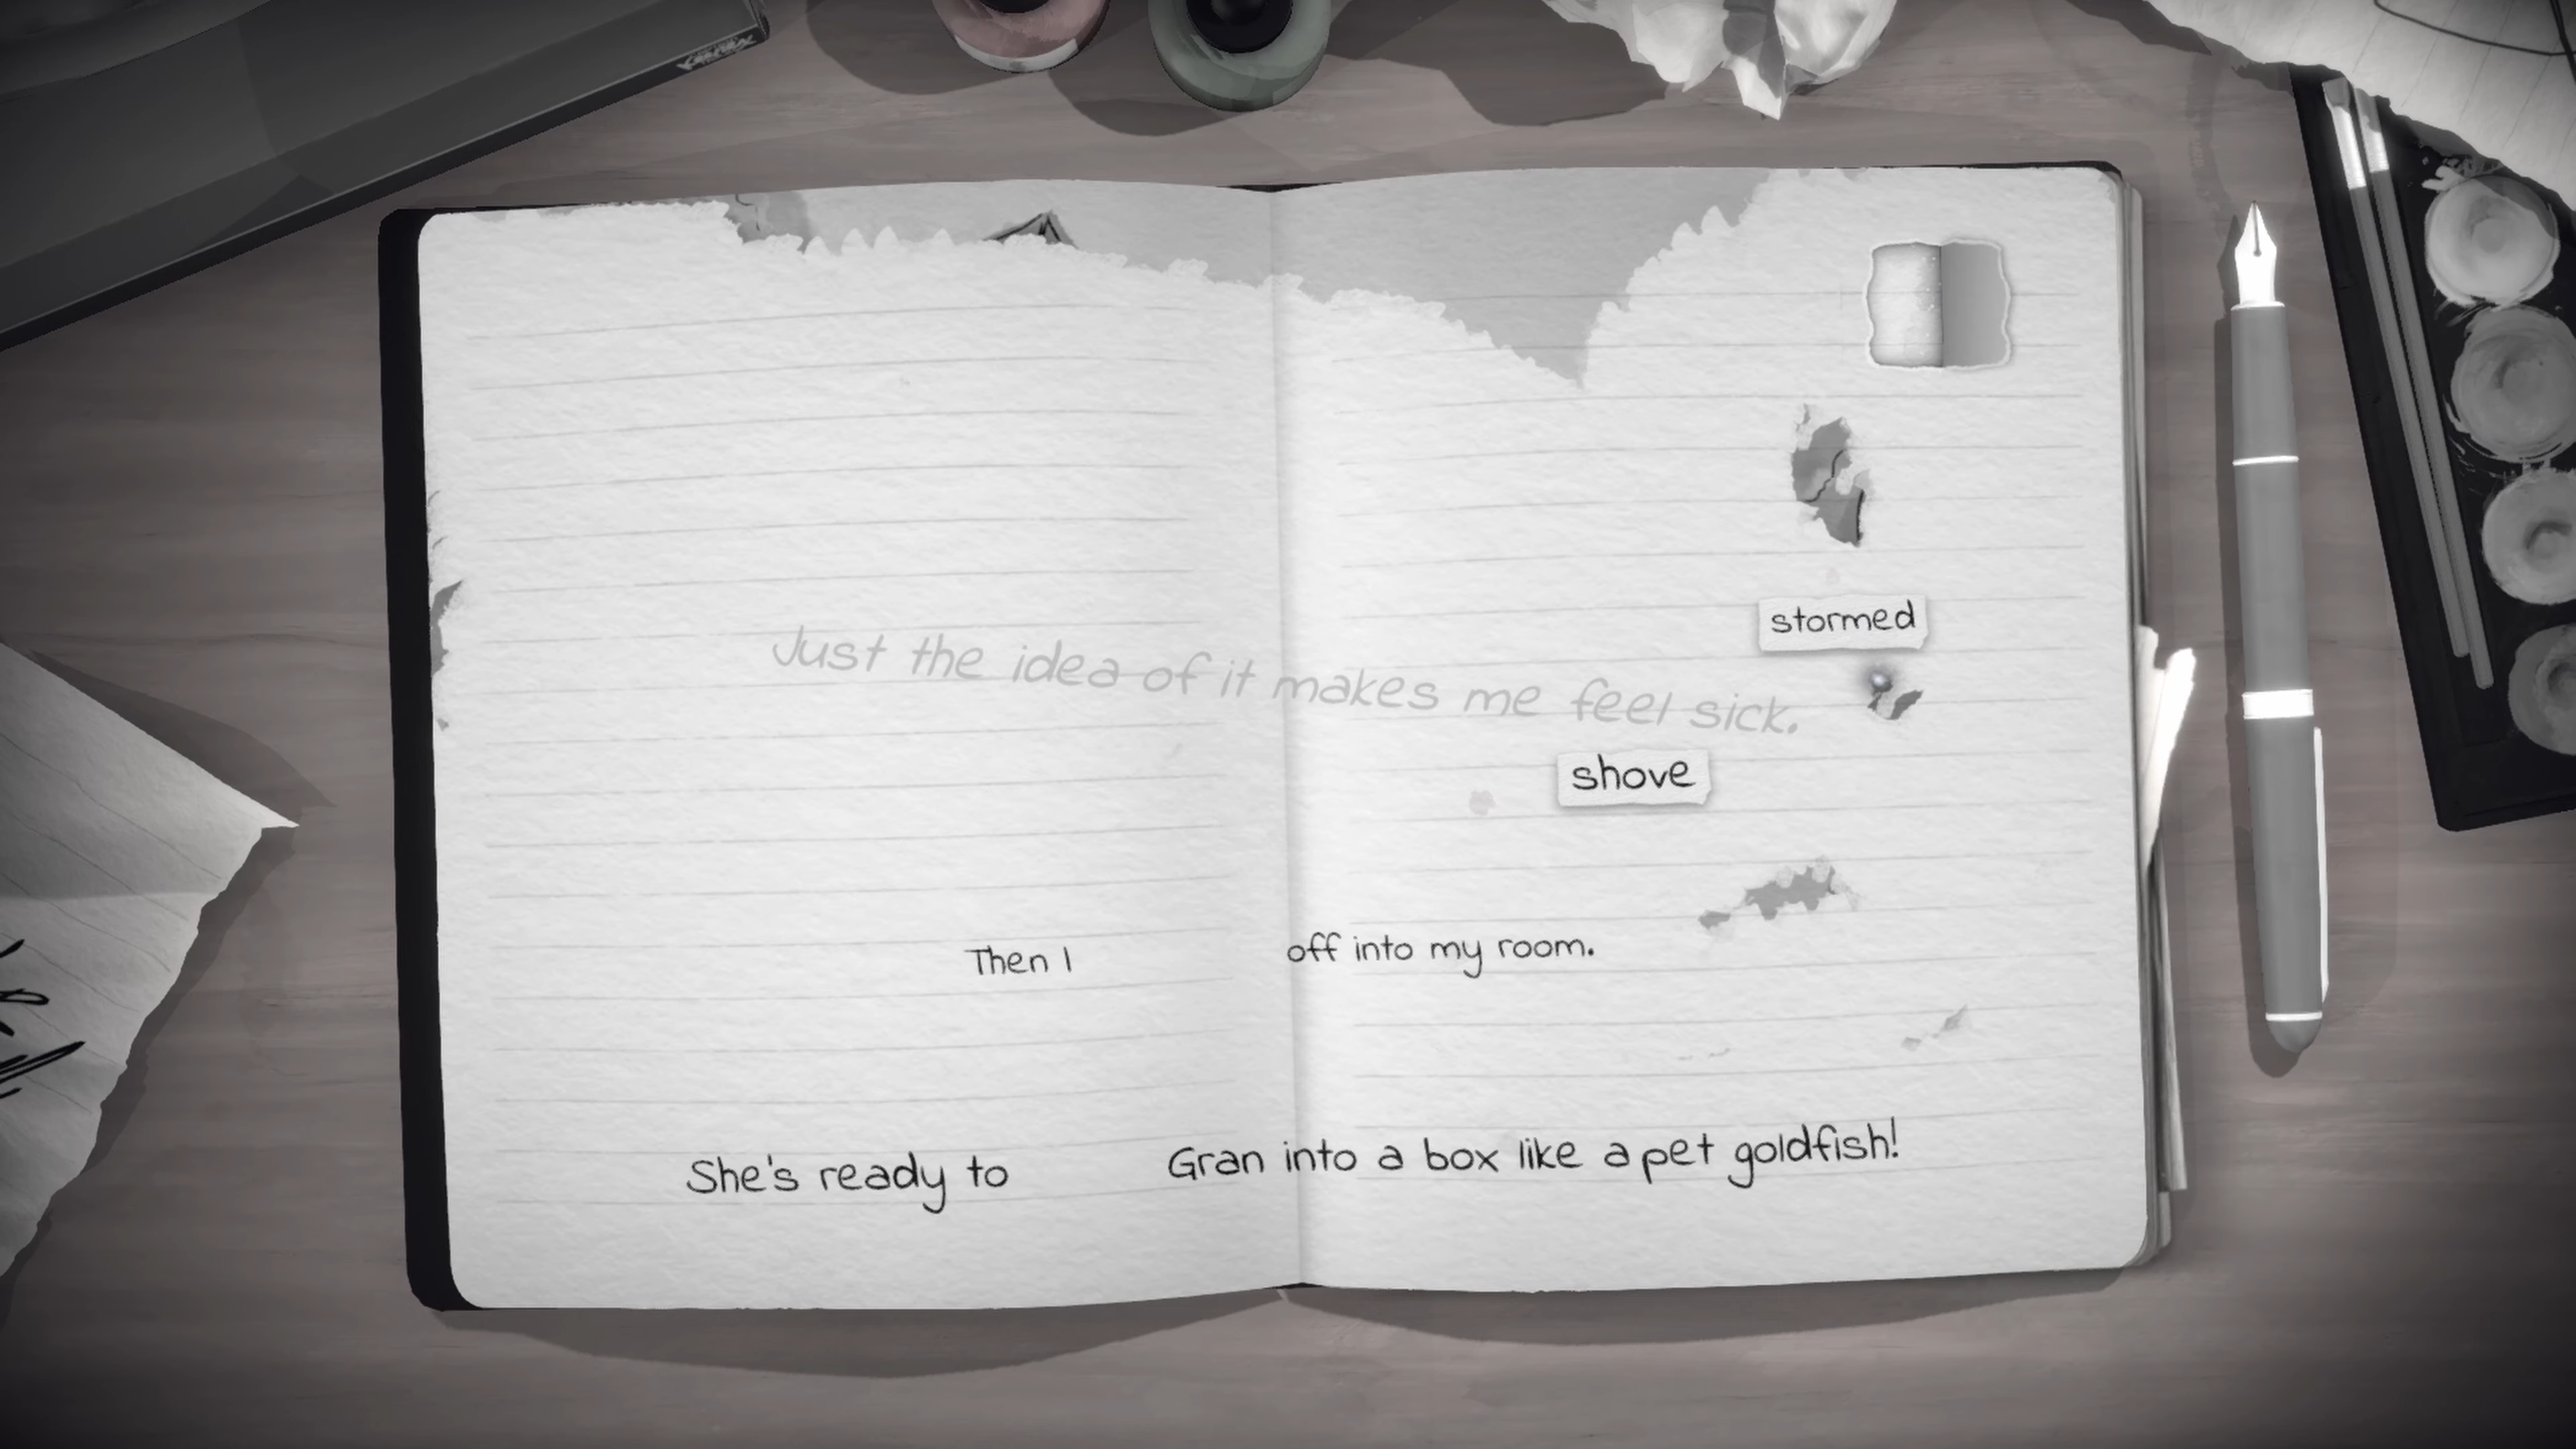 Just the idea of it makes me feel sick.
stormed
shove
Then I off into my room.
She's ready to Gran into a box like a pet goldfish!